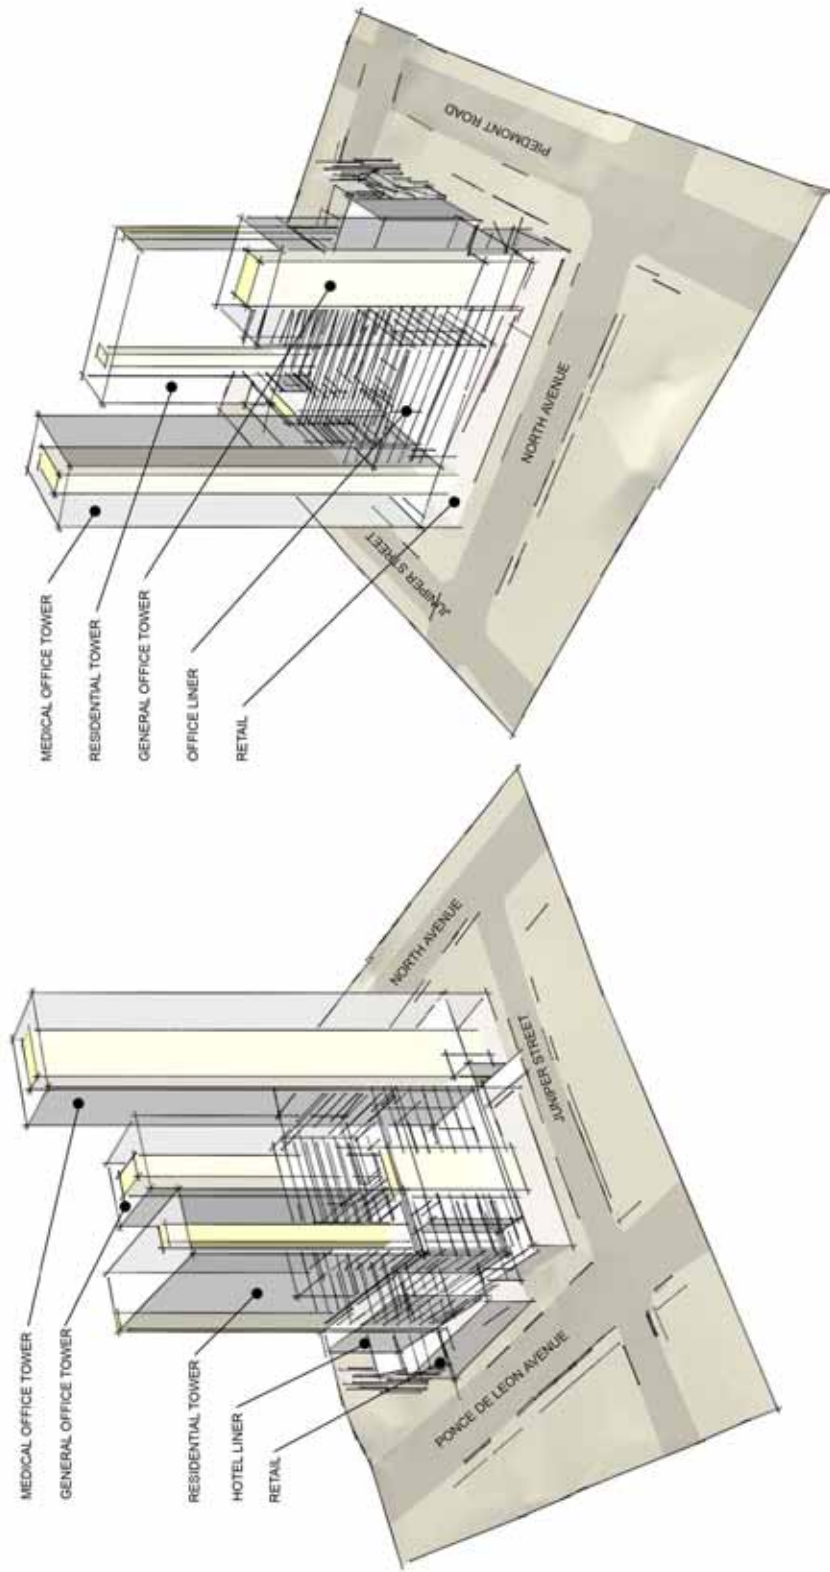 MEDICAL OFFICE TOWER
GENERAL OFFICE TOWER
RESIDENTIAL TOWER
HOTEL LINER
RETAIL
PONCE DE LEON AVENUE
JUNIPER STREET
NORTH AVENUE
MEDICAL OFFICE TOWER
RESIDENTIAL TOWER
GENERAL OFFICE TOWER
OFFICE LINER
RETAIL
JUNIPER STREET
NORTH AVENUE
PIEDMONT ROAD